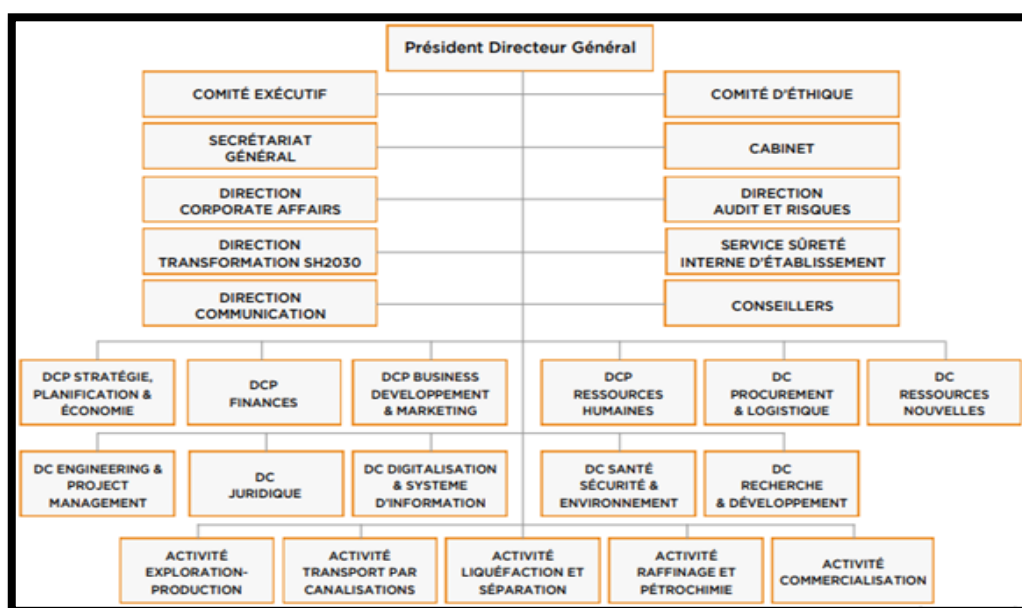 Président Directeur Général
COMITÉ EXÉCUTIF
COMITÉ D'ÉTHIQUE
SECRÉTARIAT
GÉNÉRAL
CABINET
DIRECTION
CORPORATE AFFAIRS
DIRECTION
AUDIT ET RISQUES
DIRECTION
TRANSFORMATION SH2030
SERVICE SÛRETÉ
INTERNE D'ÉTABLISSEMENT
DIRECTION
COMMUNICATION
CONSEILLERS
DCP STRATÉGIE,
PLANIFICATION &
ÉCONOMIE
DCP
FINANCES
DCP BUSINESS
DEVELOPPEMENT
& MARKETING
DCP
RESSOURCES
HUMAINES
DC
PROCUREMENT
& LOGISTIQUE
DC
RESSOURCES
NOUVELLES
DC ENGINEERING &
PROJECT
MANAGEMENT
DC
JURIDIQUE
DC DIGITALISATION
& SYSTEME
D'INFORMATION
DC SANTÉ
SÉCURITÉ &
ENVIRONNEMENT
DC
RECHERCHE
& DÉVELOPPEMENT
ACTIVITÉ
EXPLORATION-
PRODUCTION
ACTIVITÉ
TRANSPORT PAR
CANALISATIONS
ACTIVITÉ
LIQUÉFACTION ET
SÉPARATION
ACTIVITÉ
RAFFINAGE ET
PÉTROCHIMIE
ACTIVITÉ
COMMERCIALISATION